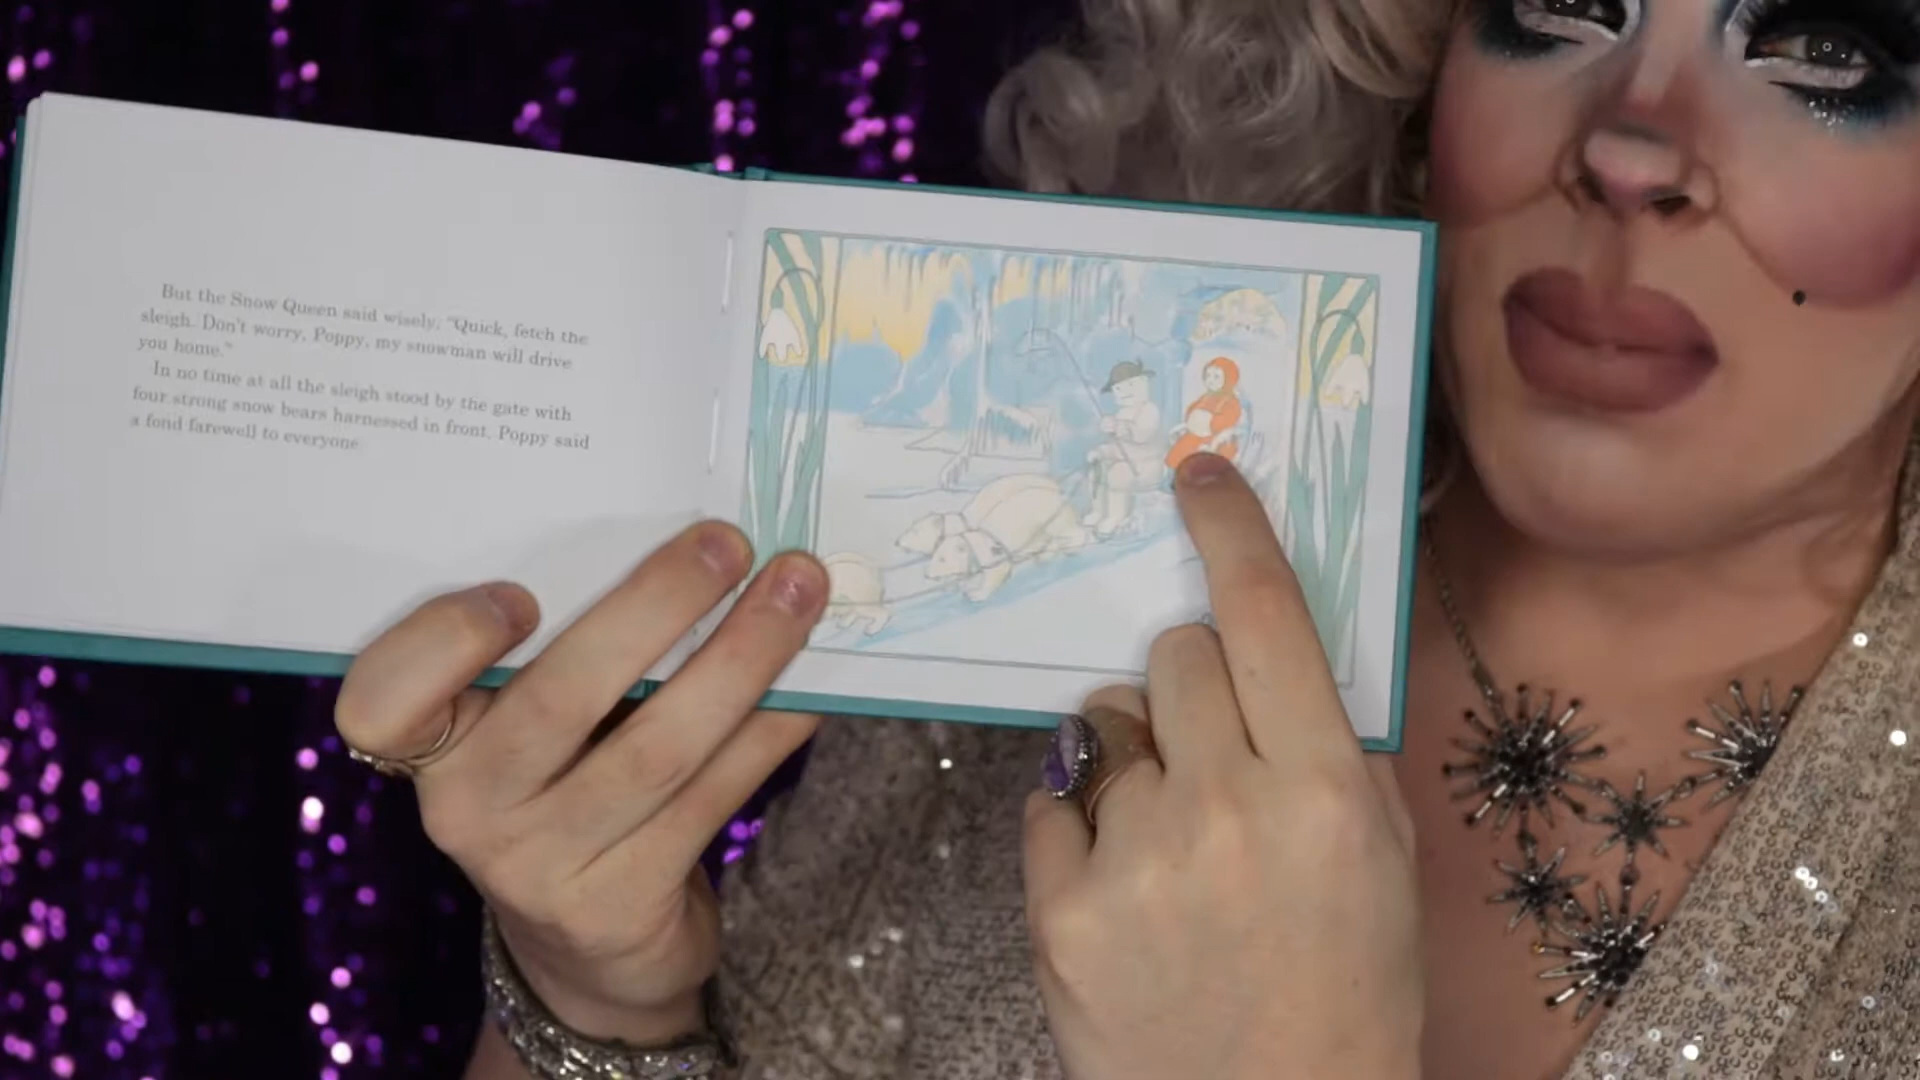 But the Snow Queen said wisely, "Quick, fetch the
sleigh. Don't worry, Poppy, my snowman will drive
you home."
In no time at all the sleigh stood by the gate with
four strong snow bears harnessed in front. Poppy said
a fond farewell to everyone.